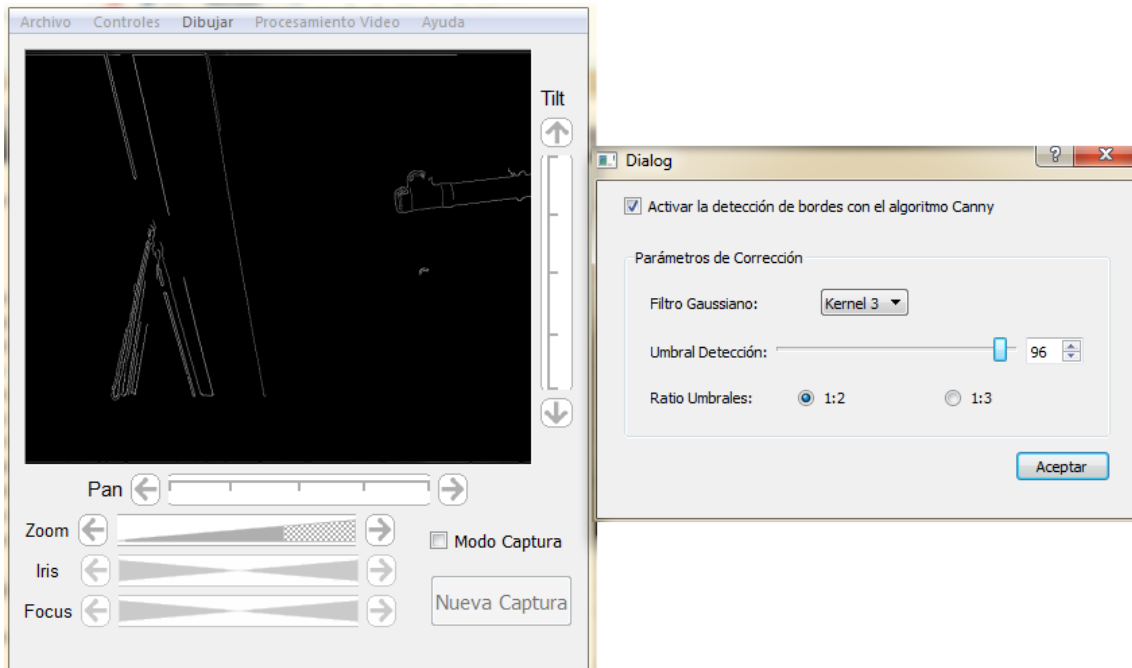 Archivo Controles Dibujar Procesamiento Video Ayuda
Tilt
Pan
Zoom
Iris
Focus
Modo Captura
Nueva Captura
Dialog
Activar la detección de bordes con el algoritmo Canny
Parámetros de Corrección
Filtro Gaussiano: Kernel 3
Umbral Detección: 96
Ratio Umbrales: 1:2 1:3
Aceptar